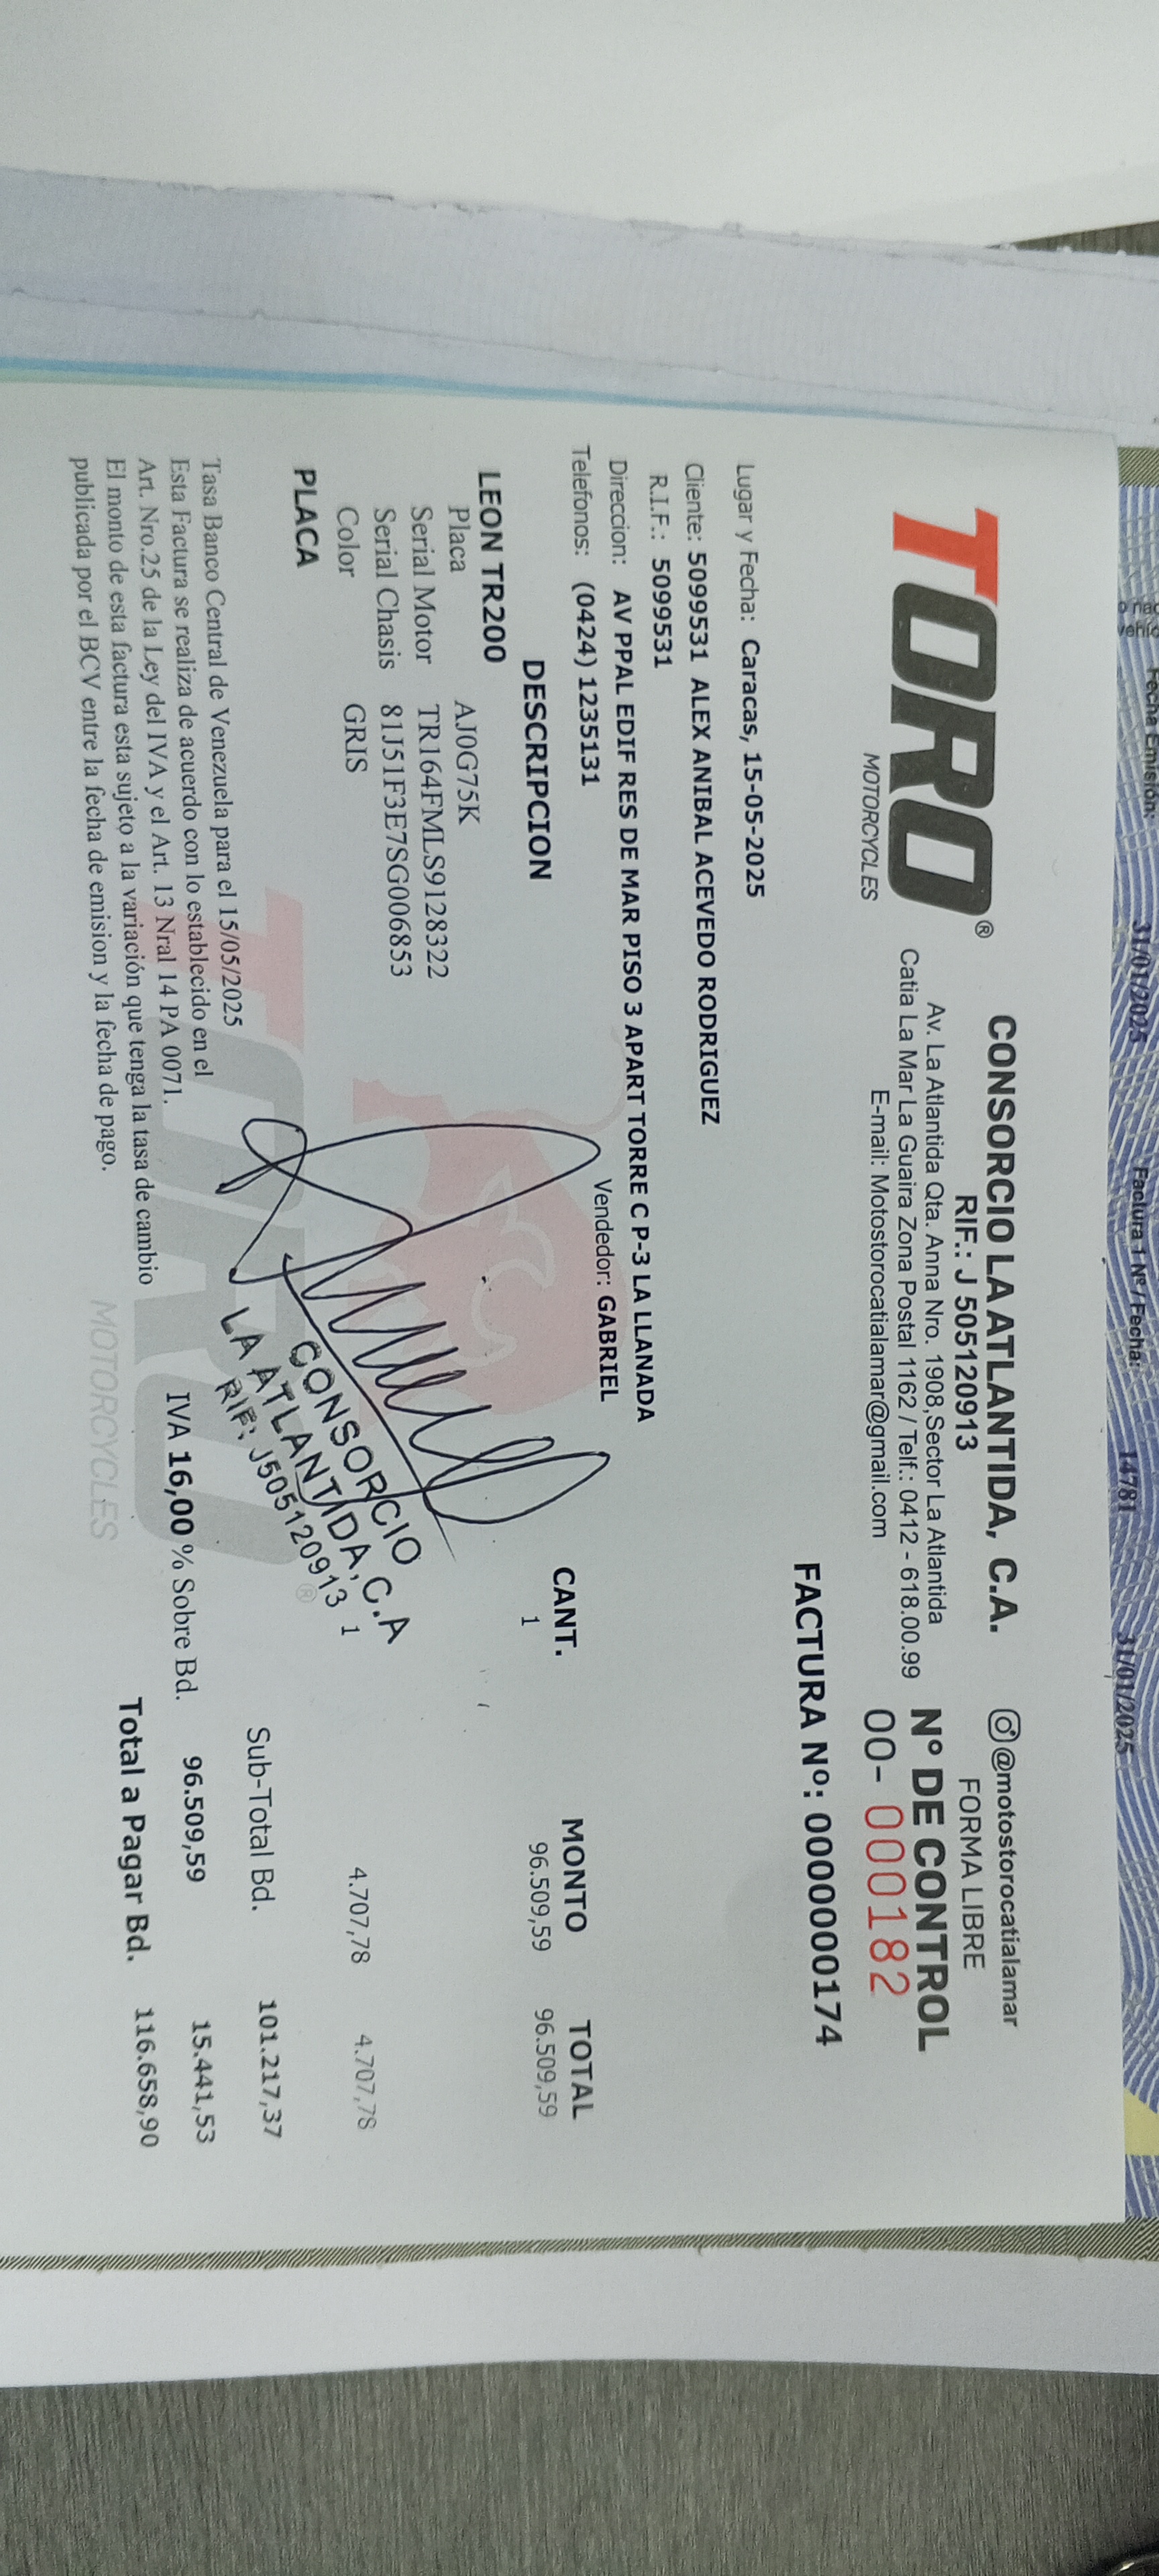 Fecha Emisión:
31/01/2025
Factura 1 Nº / Fecha:
14781
31/01/2025
TORO®
MOTORCYCLES
CONSORCIO LA ATLANTIDA, C.A.
RIF.: J 505120913
Av. La Atlantida Qta. Anna Nro. 1908,Sector La Atlantida
Catia La Mar La Guaira Zona Postal 1162 / Telf.: 0412 - 618.00.99
E-mail: Motostorocatialamar@gmail.com
@motostorocatialamar
FORMA LIBRE
N° DE CONTROL
00- 000182
FACTURA Nº: 0000000174
Lugar y Fecha: Caracas, 15-05-2025
Cliente: 5099531 ALEX ANIBAL ACEVEDO RODRIGUEZ
R.I.F.: 5099531
Direccion: AV PPAL EDIF RES DE MAR PISO 3 APART TORRE C P-3 LA LLANADA
Telefonos: (0424) 1235131
Vendedor: GABRIEL
DESCRIPCION CANT. MONTO TOTAL
LEON TR200 1 96.509,59 96.509,59
Placa AJ0G75K
Serial Motor TR164FMLS9128322
Serial Chasis 81J51F3E7SG006853
Color GRIS
PLACA 1 4.707,78 4.707,78
CONSORCIO
LA ATLANTIDA, C.A
RIF: J505120913
Tasa Banco Central de Venezuela para el 15/05/2025
Esta Factura se realiza de acuerdo con lo establecido en el
Art. Nro.25 de la Ley del IVA y el Art. 13 Nral 14 PA 0071.
El monto de esta factura esta sujeto a la variación que tenga la tasa de cambio
publicada por el BCV entre la fecha de emision y la fecha de pago.
Sub-Total Bd. 101.217,37
IVA 16,00 % Sobre Bd. 96.509,59 15.441,53
Total a Pagar Bd. 116.658,90
TORO®
MOTORCYCLES